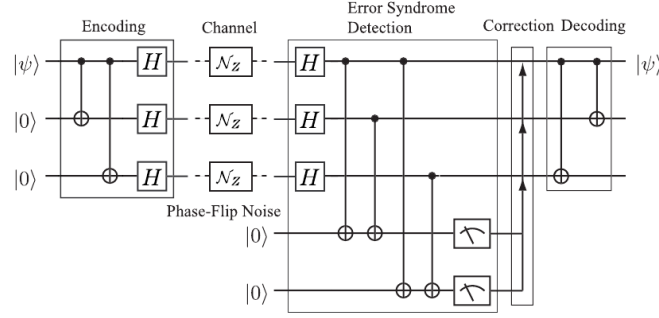 Error Syndrome
Encoding Channel Detection Correction Decoding
|ψ⟩ H 𝒩z H |ψ⟩
|0⟩ H 𝒩z H
|0⟩ H 𝒩z H
Phase-Flip Noise
|0⟩
|0⟩